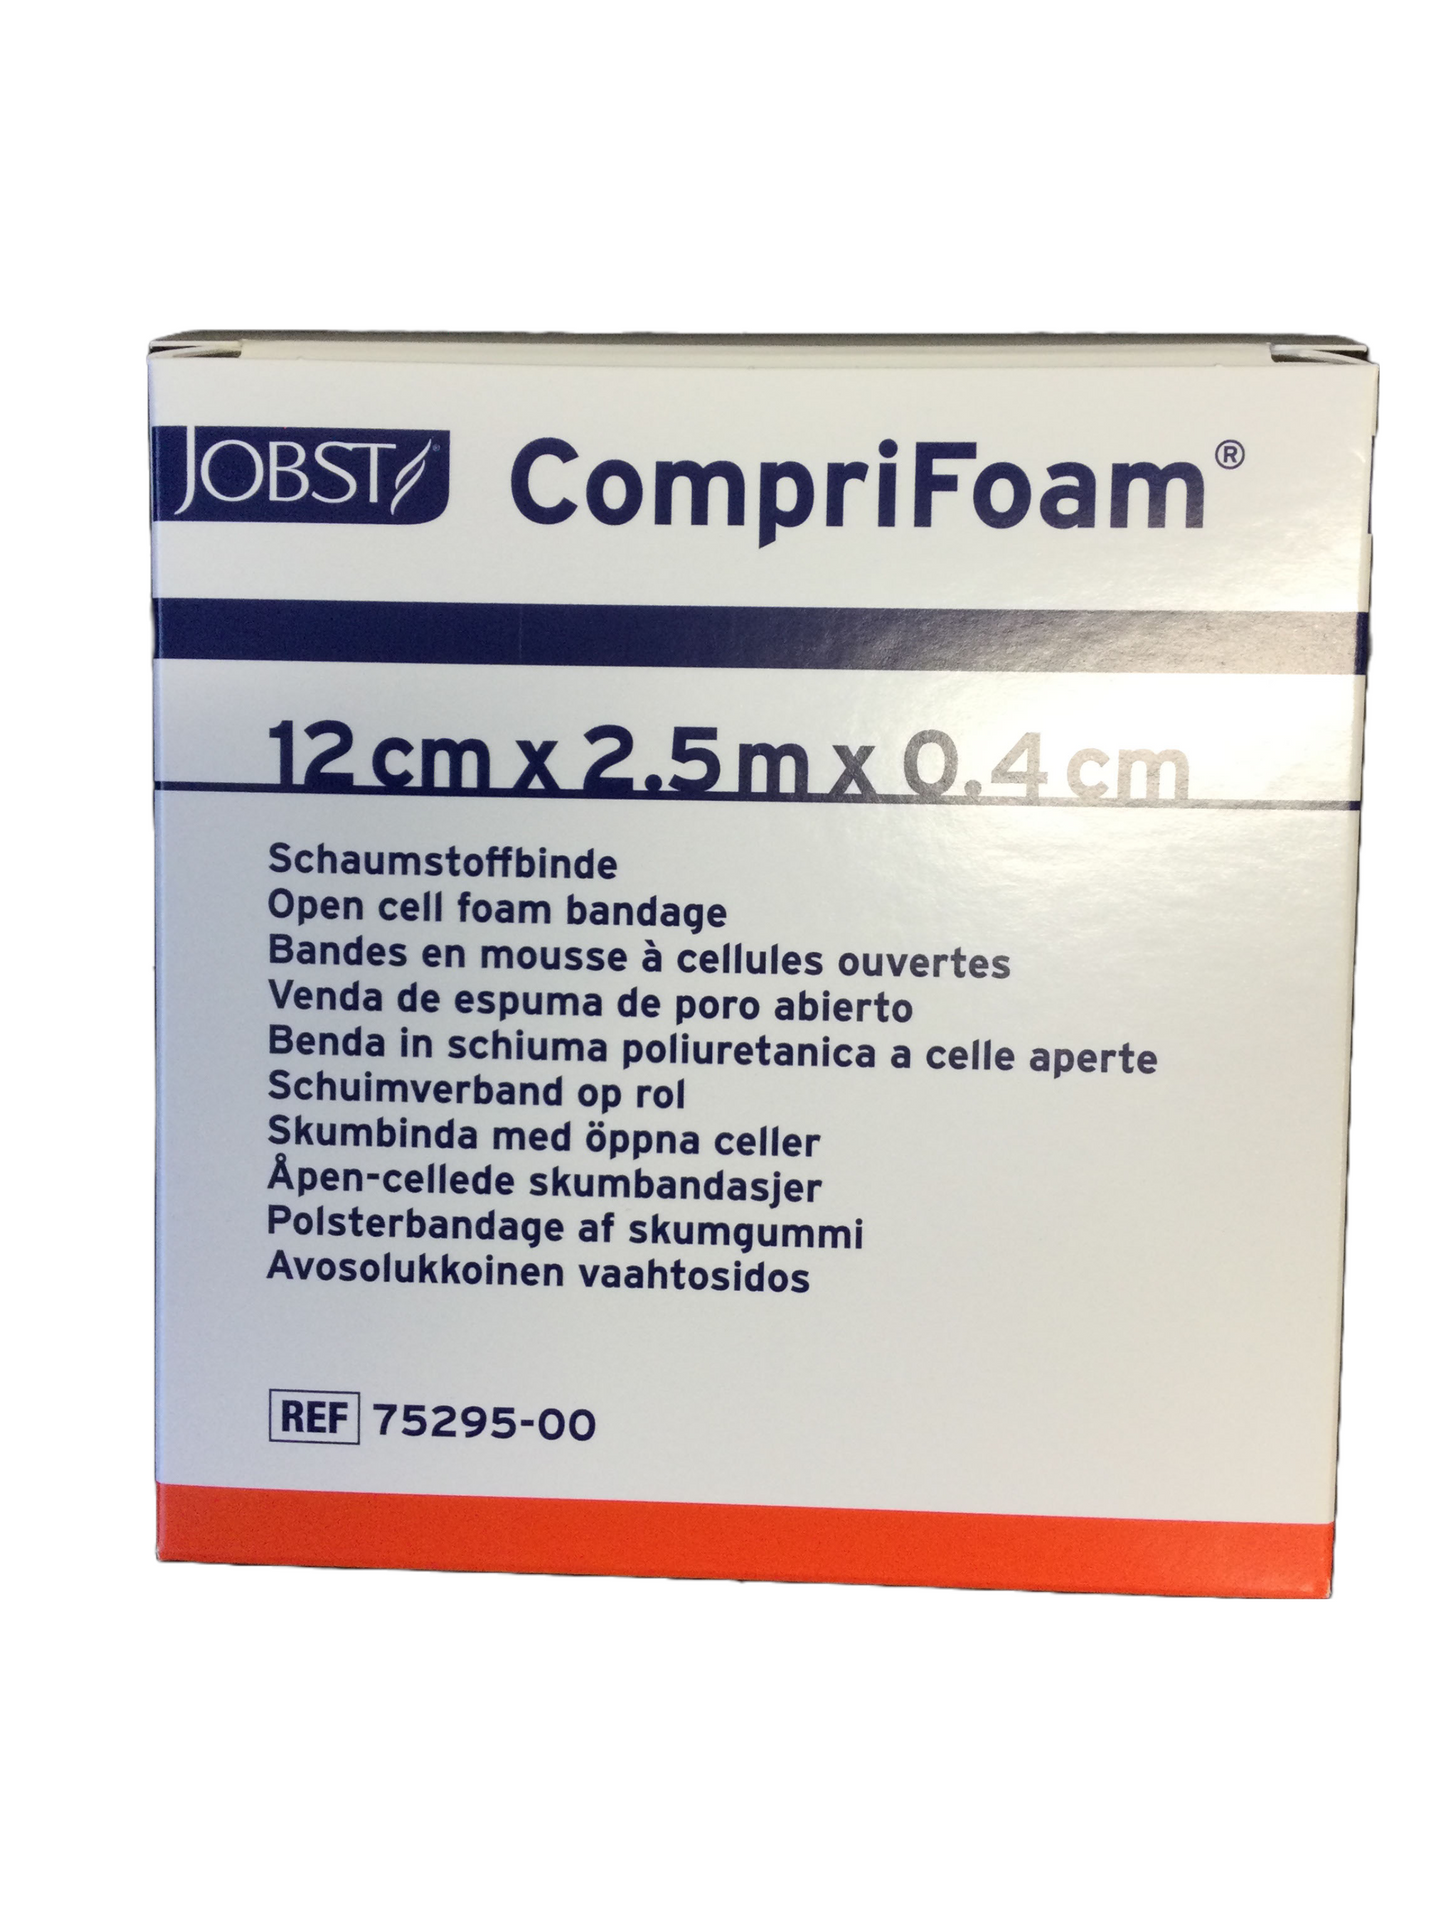 JOBST® CompriFoam®
12 cm x 2.5 m x 0.4 cm
Schaumstoffbinde
Open cell foam bandage
Bandes en mousse à cellules ouvertes
Venda de espuma de poro abierto
Benda in schiuma poliuretanica a celle aperte
Schuimverband op rol
Skumbinda med öppna celler
Åpen-cellede skumbandasjer
Polsterbandage af skumgummi
Avosolukkoinen vaahtosidos
REF 75295-00